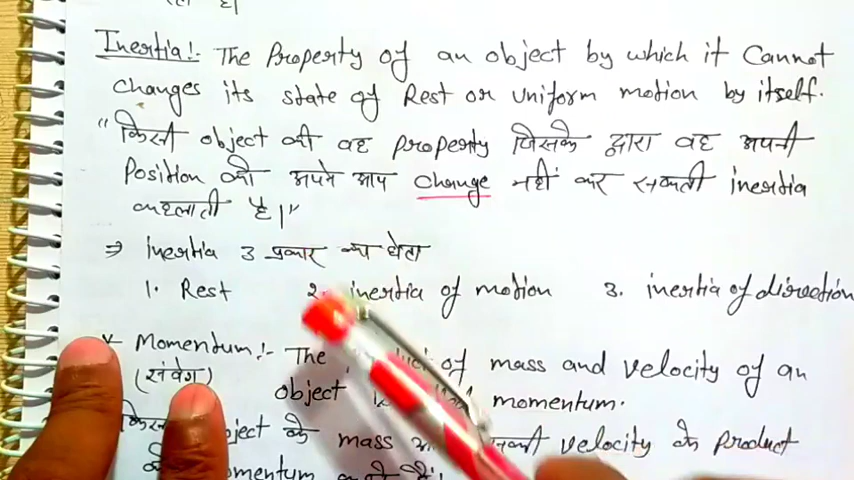 है।
Inertia:- The Property of an object by which it Cannot
changes its state of Rest or uniform motion by itself.
"किसी object की वह property जिसके द्वारा वह अपनी
Position को अपने आप change नहीं कर सकती inertia
कहलाती है।"
⇒ inertia 3 प्रकार का होता
1. Rest 2. inertia of motion 3. inertia of direction
Momentum:- The of mass and velocity of an
(संवेग) object momentum.
के mass velocity के product
momentum कहते हैं।